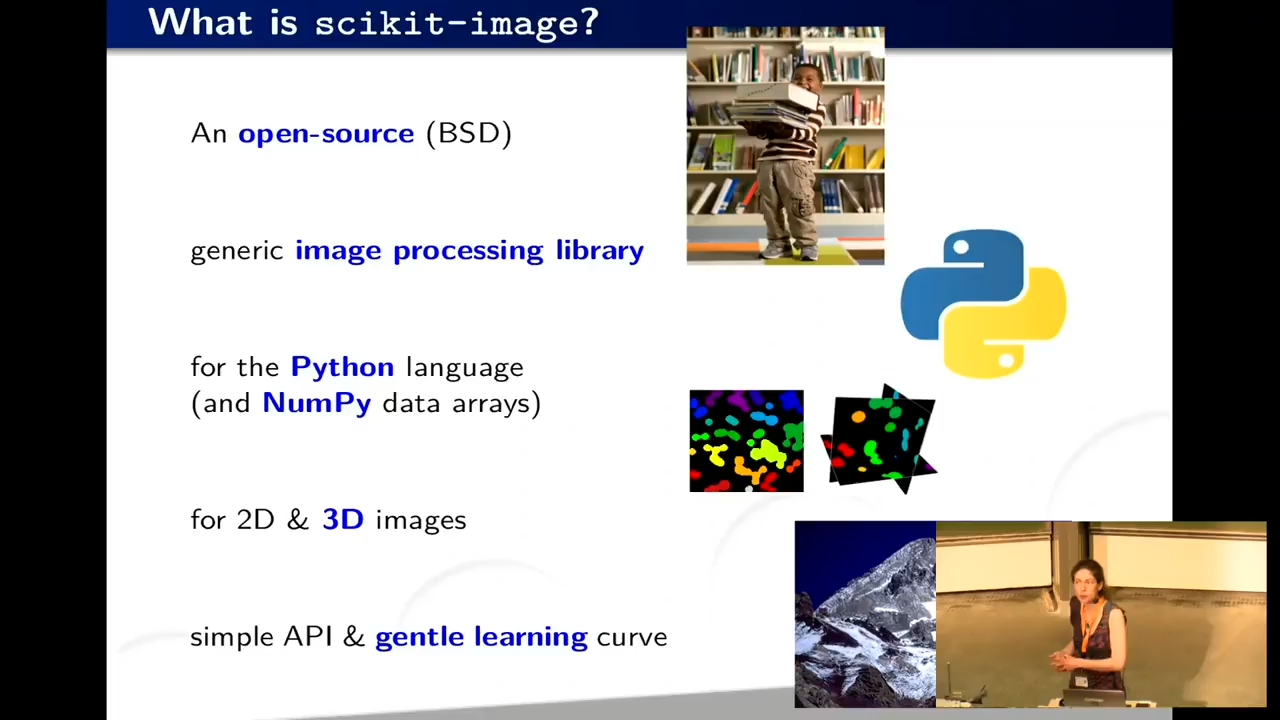 What is scikit-image?
An open-source (BSD)
generic image processing library
for the Python language
(and NumPy data arrays)
for 2D & 3D images
simple API & gentle learning curve